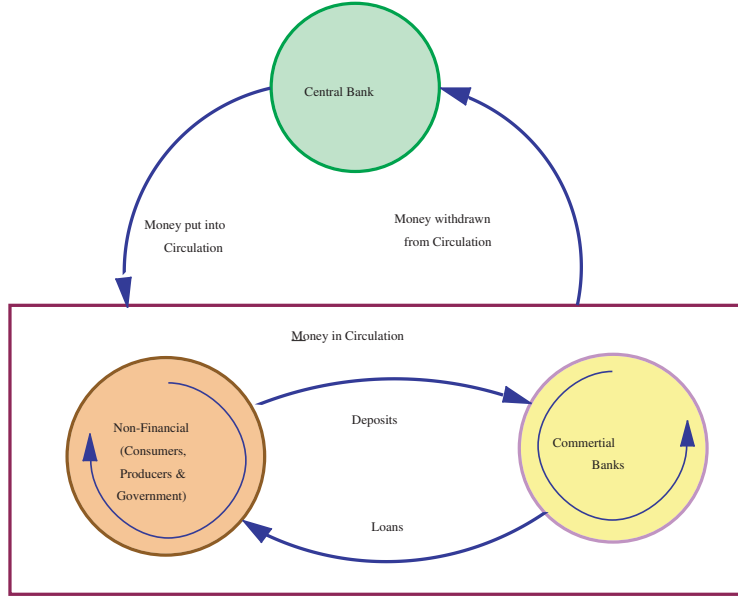 Central Bank
Money put into
Circulation
Money withdrawn
from Circulation
Money in Circulation
Non-Financial
(Consumers,
Producers &
Government)
Deposits
Commertial
Banks
Loans